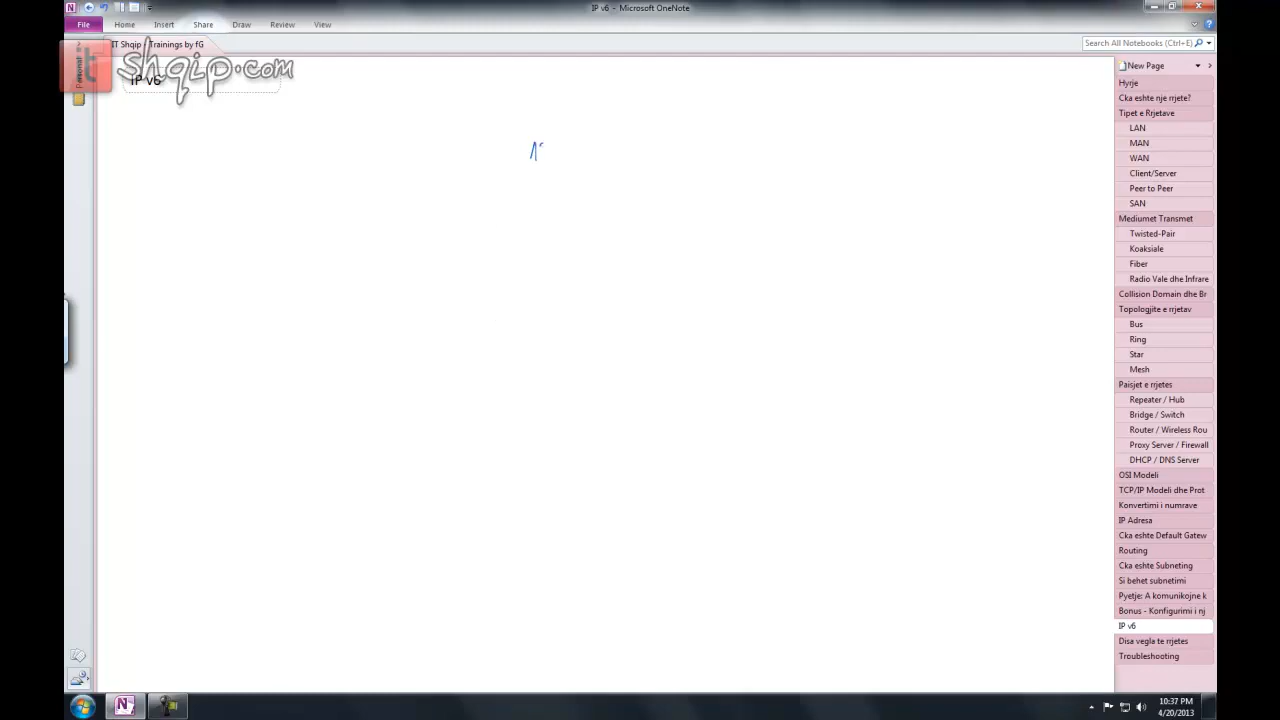 IP v6 - Microsoft OneNote
File Home Insert Share Draw Review View
IT Shqip - Trainings by fG
Search All Notebooks (Ctrl+E)
t Shqip.com
IP v6
New Page
Hyrje
Cka eshte nje rrjete?
Tipet e Rrjetave
LAN
MAN
WAN
Client/Server
Peer to Peer
SAN
Mediumet Transmet
Twisted-Pair
Koaksiale
Fiber
Radio Vale dhe Infrare
Collision Domain dhe Br
Topologjite e rrjetav
Bus
Ring
Star
Mesh
Paisjet e rrjetes
Repeater / Hub
Bridge / Switch
Router / Wireless Rou
Proxy Server / Firewall
DHCP / DNS Server
OSI Modeli
TCP/IP Modeli dhe Prot
Konvertimi i numrave
IP Adresa
Cka eshte Default Gatew
Routing
Cka eshte Subneting
Si behet subnetimi
Pyetje: A komunikojne k
Bonus - Konfigurimi i nj
IP v6
Disa vegla te rrjetes
Troubleshooting
10:37 PM
4/20/2013